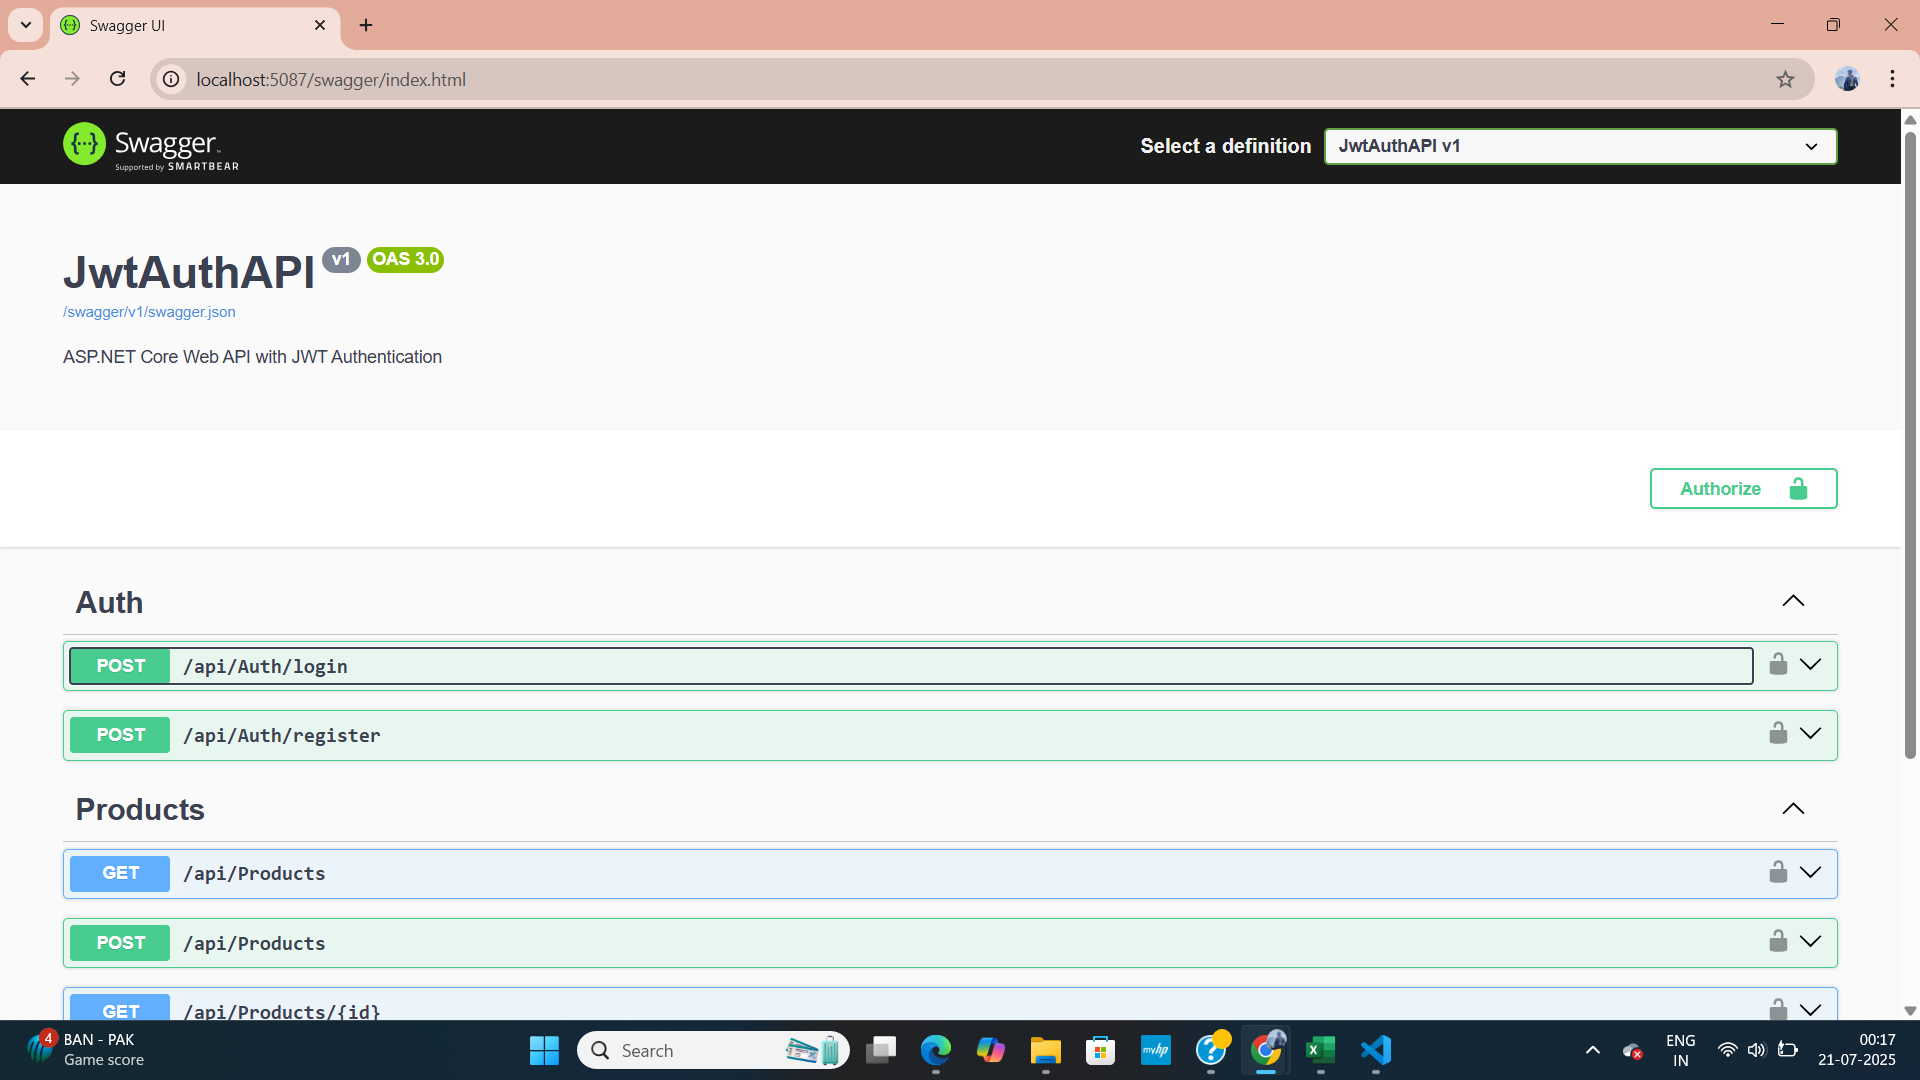 Swagger UI
localhost:5087/swagger/index.html
Swagger
Supported by SMARTBEAR
Select a definition
JwtAuthAPI v1
JwtAuthAPI v1 OAS 3.0
/swagger/v1/swagger.json
ASP.NET Core Web API with JWT Authentication
Authorize
Auth
POST /api/Auth/login
POST /api/Auth/register
Products
GET /api/Products
POST /api/Products
GET /api/Products/{id}
4
BAN - PAK
Game score
Search
myhp
ENG
IN
00:17
21-07-2025